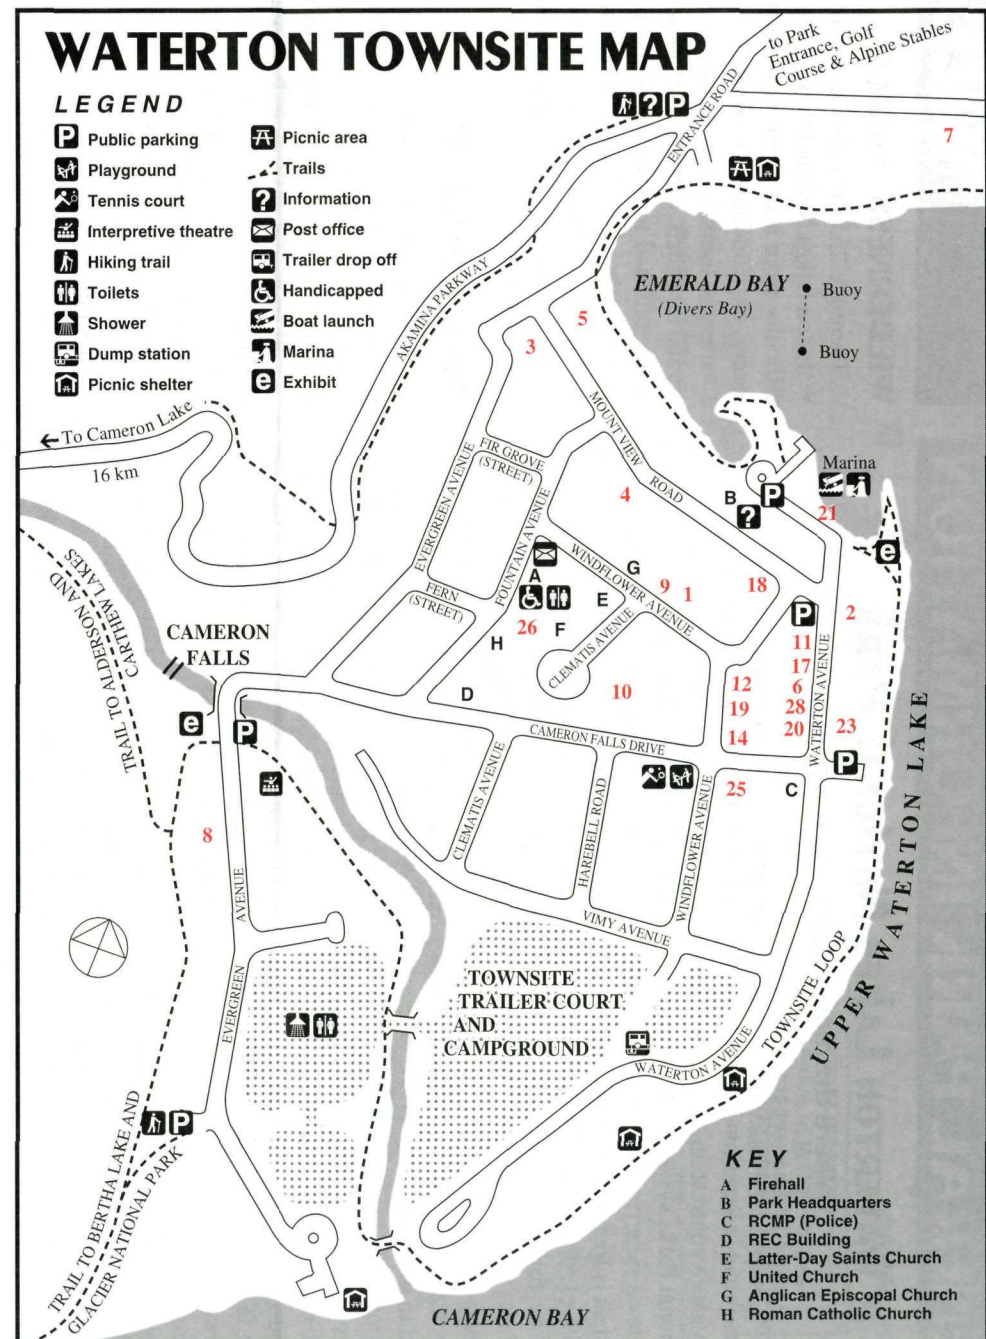 WATERTON TOWNSITE MAP
LEGEND
P Public parking
Playground
Tennis court
Interpretive theatre
Hiking trail
Toilets
Shower
Dump station
Picnic shelter
Picnic area
Trails
? Information
Post office
Trailer drop off
Handicapped
Boat launch
Marina
e Exhibit
to Park
Entrance, Golf
Course & Alpine Stables
? P
ENTRANCE ROAD
7
EMERALD BAY
(Divers Bay)
Buoy
Buoy
AKAMINA PARKWAY
5
3
To Cameron Lake
16 km
MOUNT VIEW
ROAD
FIR GROVE
(STREET)
EVERGREEN AVENUE
FOUNTAIN AVENUE
4
B
?
P
Marina
21
e
A
WINDFLOWER AVENUE
G
9
1
18
E
F
26
H
FERN
(STREET)
CLEMATIS AVENUE
P
2
11
17
6
28
20
12
19
14
10
23
WATERTON AVENUE
P
TRAIL TO ALDERSON AND
CARTHEW LAKES
CAMERON
FALLS
e
P
D
CAMERON FALLS DRIVE
25
C
8
CLEMATIS AVENUE
HAREBELL ROAD
WINDFLOWER AVENUE
VIMY AVENUE
EVERGREEN
AVENUE
TOWNSITE
TRAILER COURT
AND
CAMPGROUND
WATERTON AVENUE
TOWNSITE LOOP
UPPER WATERTON LAKE
P
TRAIL TO BERTHA LAKE AND
GLACIER NATIONAL PARK
CAMERON BAY
KEY
A Firehall
B Park Headquarters
C RCMP (Police)
D REC Building
E Latter-Day Saints Church
F United Church
G Anglican Episcopal Church
H Roman Catholic Church